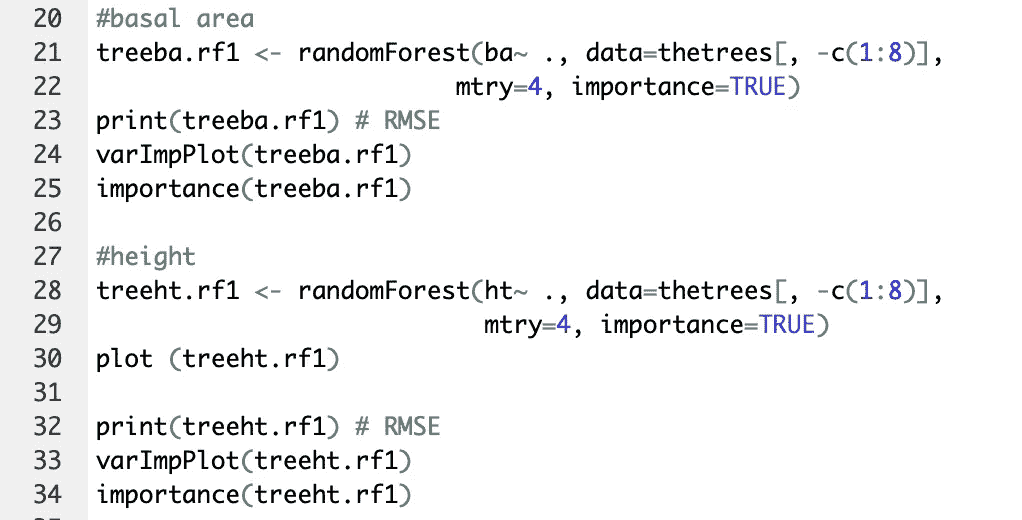 20 #basal area
21 treeba.rf1 <- randomForest(ba~ ., data=thetrees[, -c(1:8)],
22 mtry=4, importance=TRUE)
23 print(treeba.rf1) # RMSE
24 varImpPlot(treeba.rf1)
25 importance(treeba.rf1)
26
27 #height
28 treeht.rf1 <- randomForest(ht~ ., data=thetrees[, -c(1:8)],
29 mtry=4, importance=TRUE)
30 plot (treeht.rf1)
31
32 print(treeht.rf1) # RMSE
33 varImpPlot(treeht.rf1)
34 importance(treeht.rf1)